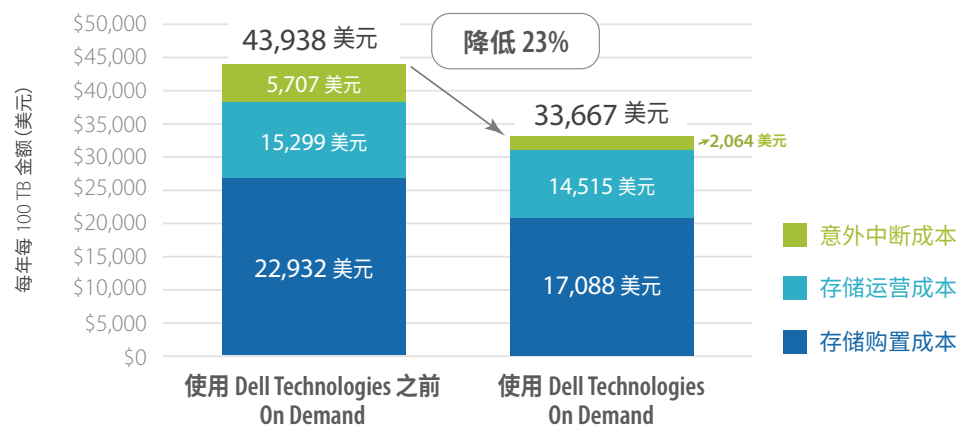 每年每 100 TB 金额（美元）
$50,000
$45,000
$40,000
$35,000
$30,000
$25,000
$20,000
$15,000
$10,000
$5,000
$0
43,938 美元
5,707 美元
15,299 美元
22,932 美元
降低 23%
33,667 美元
2,064 美元
14,515 美元
17,088 美元
意外中断成本
存储运营成本
存储购置成本
使用 Dell Technologies 之前
On Demand
使用 Dell Technologies
On Demand